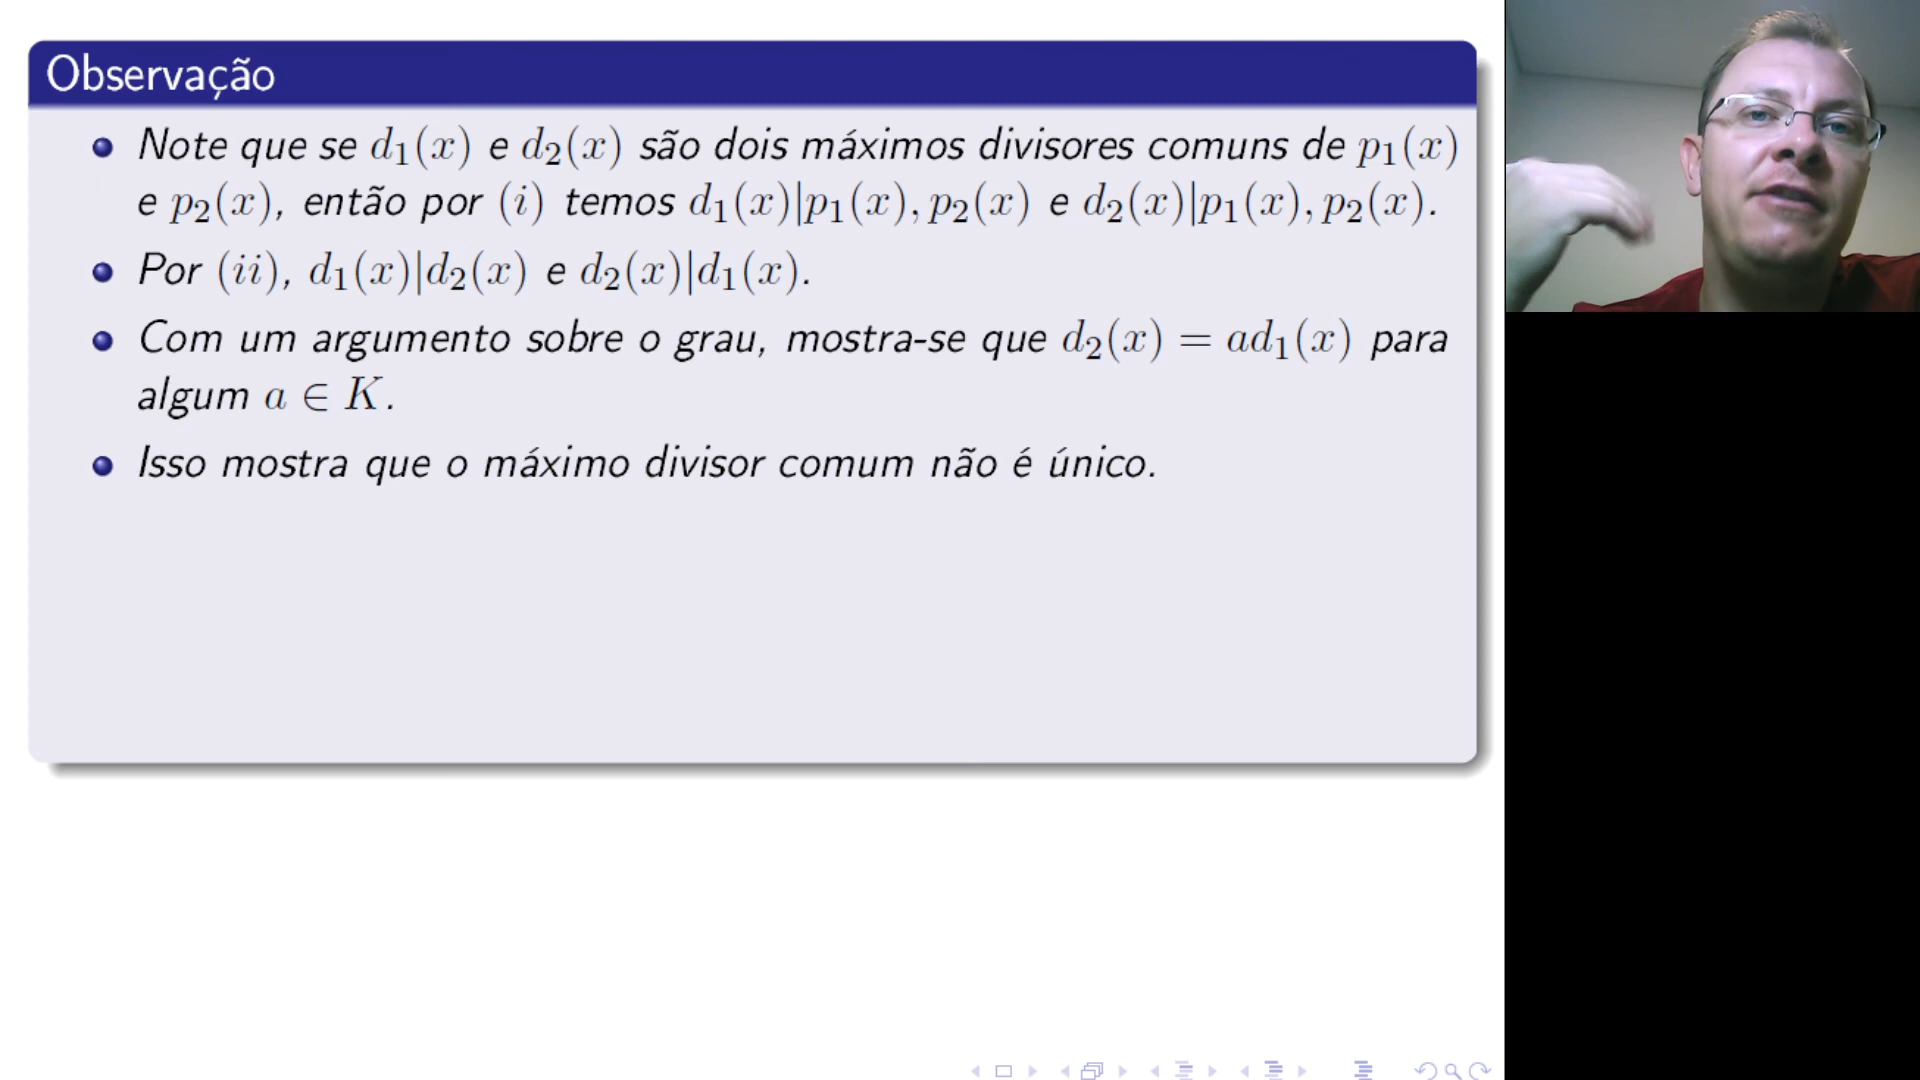 Observação
Note que se d₁(x) e d₂(x) são dois máximos divisores comuns de p₁(x)
e p₂(x), então por (i) temos d₁(x)|p₁(x), p₂(x) e d₂(x)|p₁(x), p₂(x).
Por (ii), d₁(x)|d₂(x) e d₂(x)|d₁(x).
Com um argumento sobre o grau, mostra-se que d₂(x) = ad₁(x) para
algum a ∈ K.
Isso mostra que o máximo divisor comum não é único.